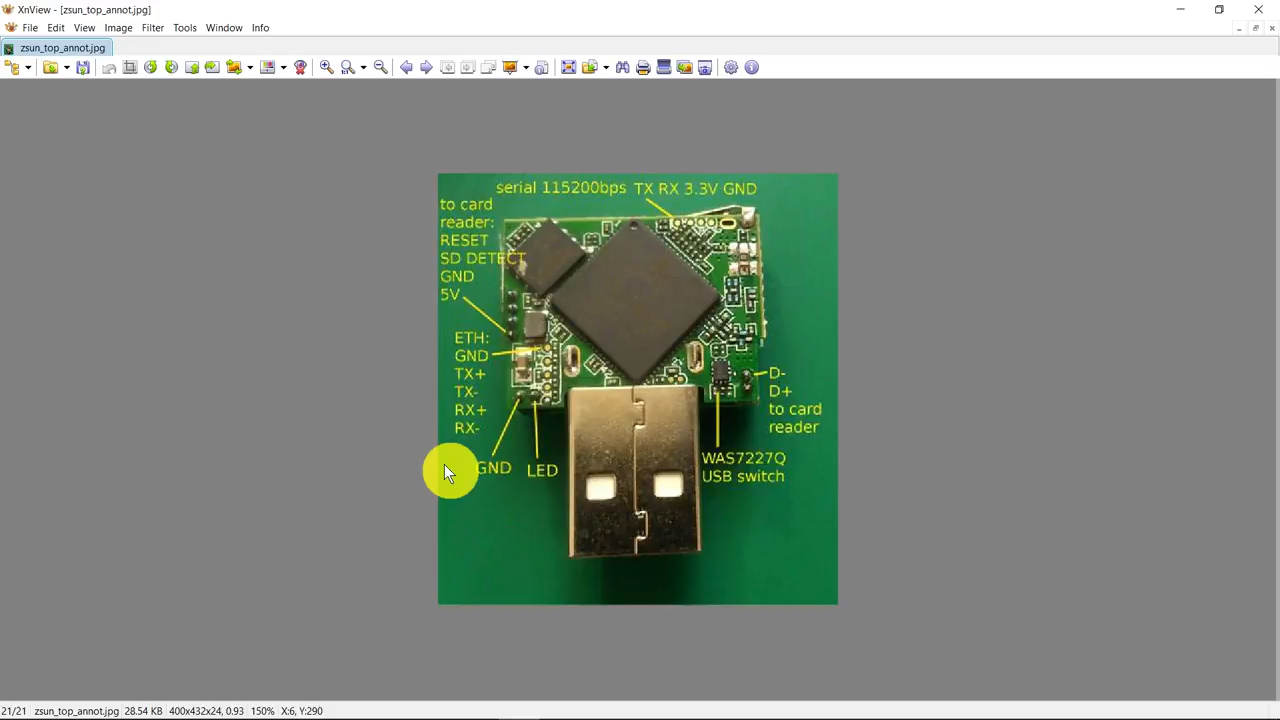 XnView - [zsun_top_annot.jpg]
File Edit View Image Filter Tools Window Info
zsun_top_annot.jpg
serial 115200bps TX RX 3.3V GND
to card
reader:
RESET
SD DETECT
GND
5V
ETH:
GND
TX+
TX-
RX+
RX-
GND LED
D-
D+
to card
reader
WAS7227Q
USB switch
21/21 zsun_top_annot.jpg 28.54 KB 400x432x24, 0.93 150% X:6, Y:290